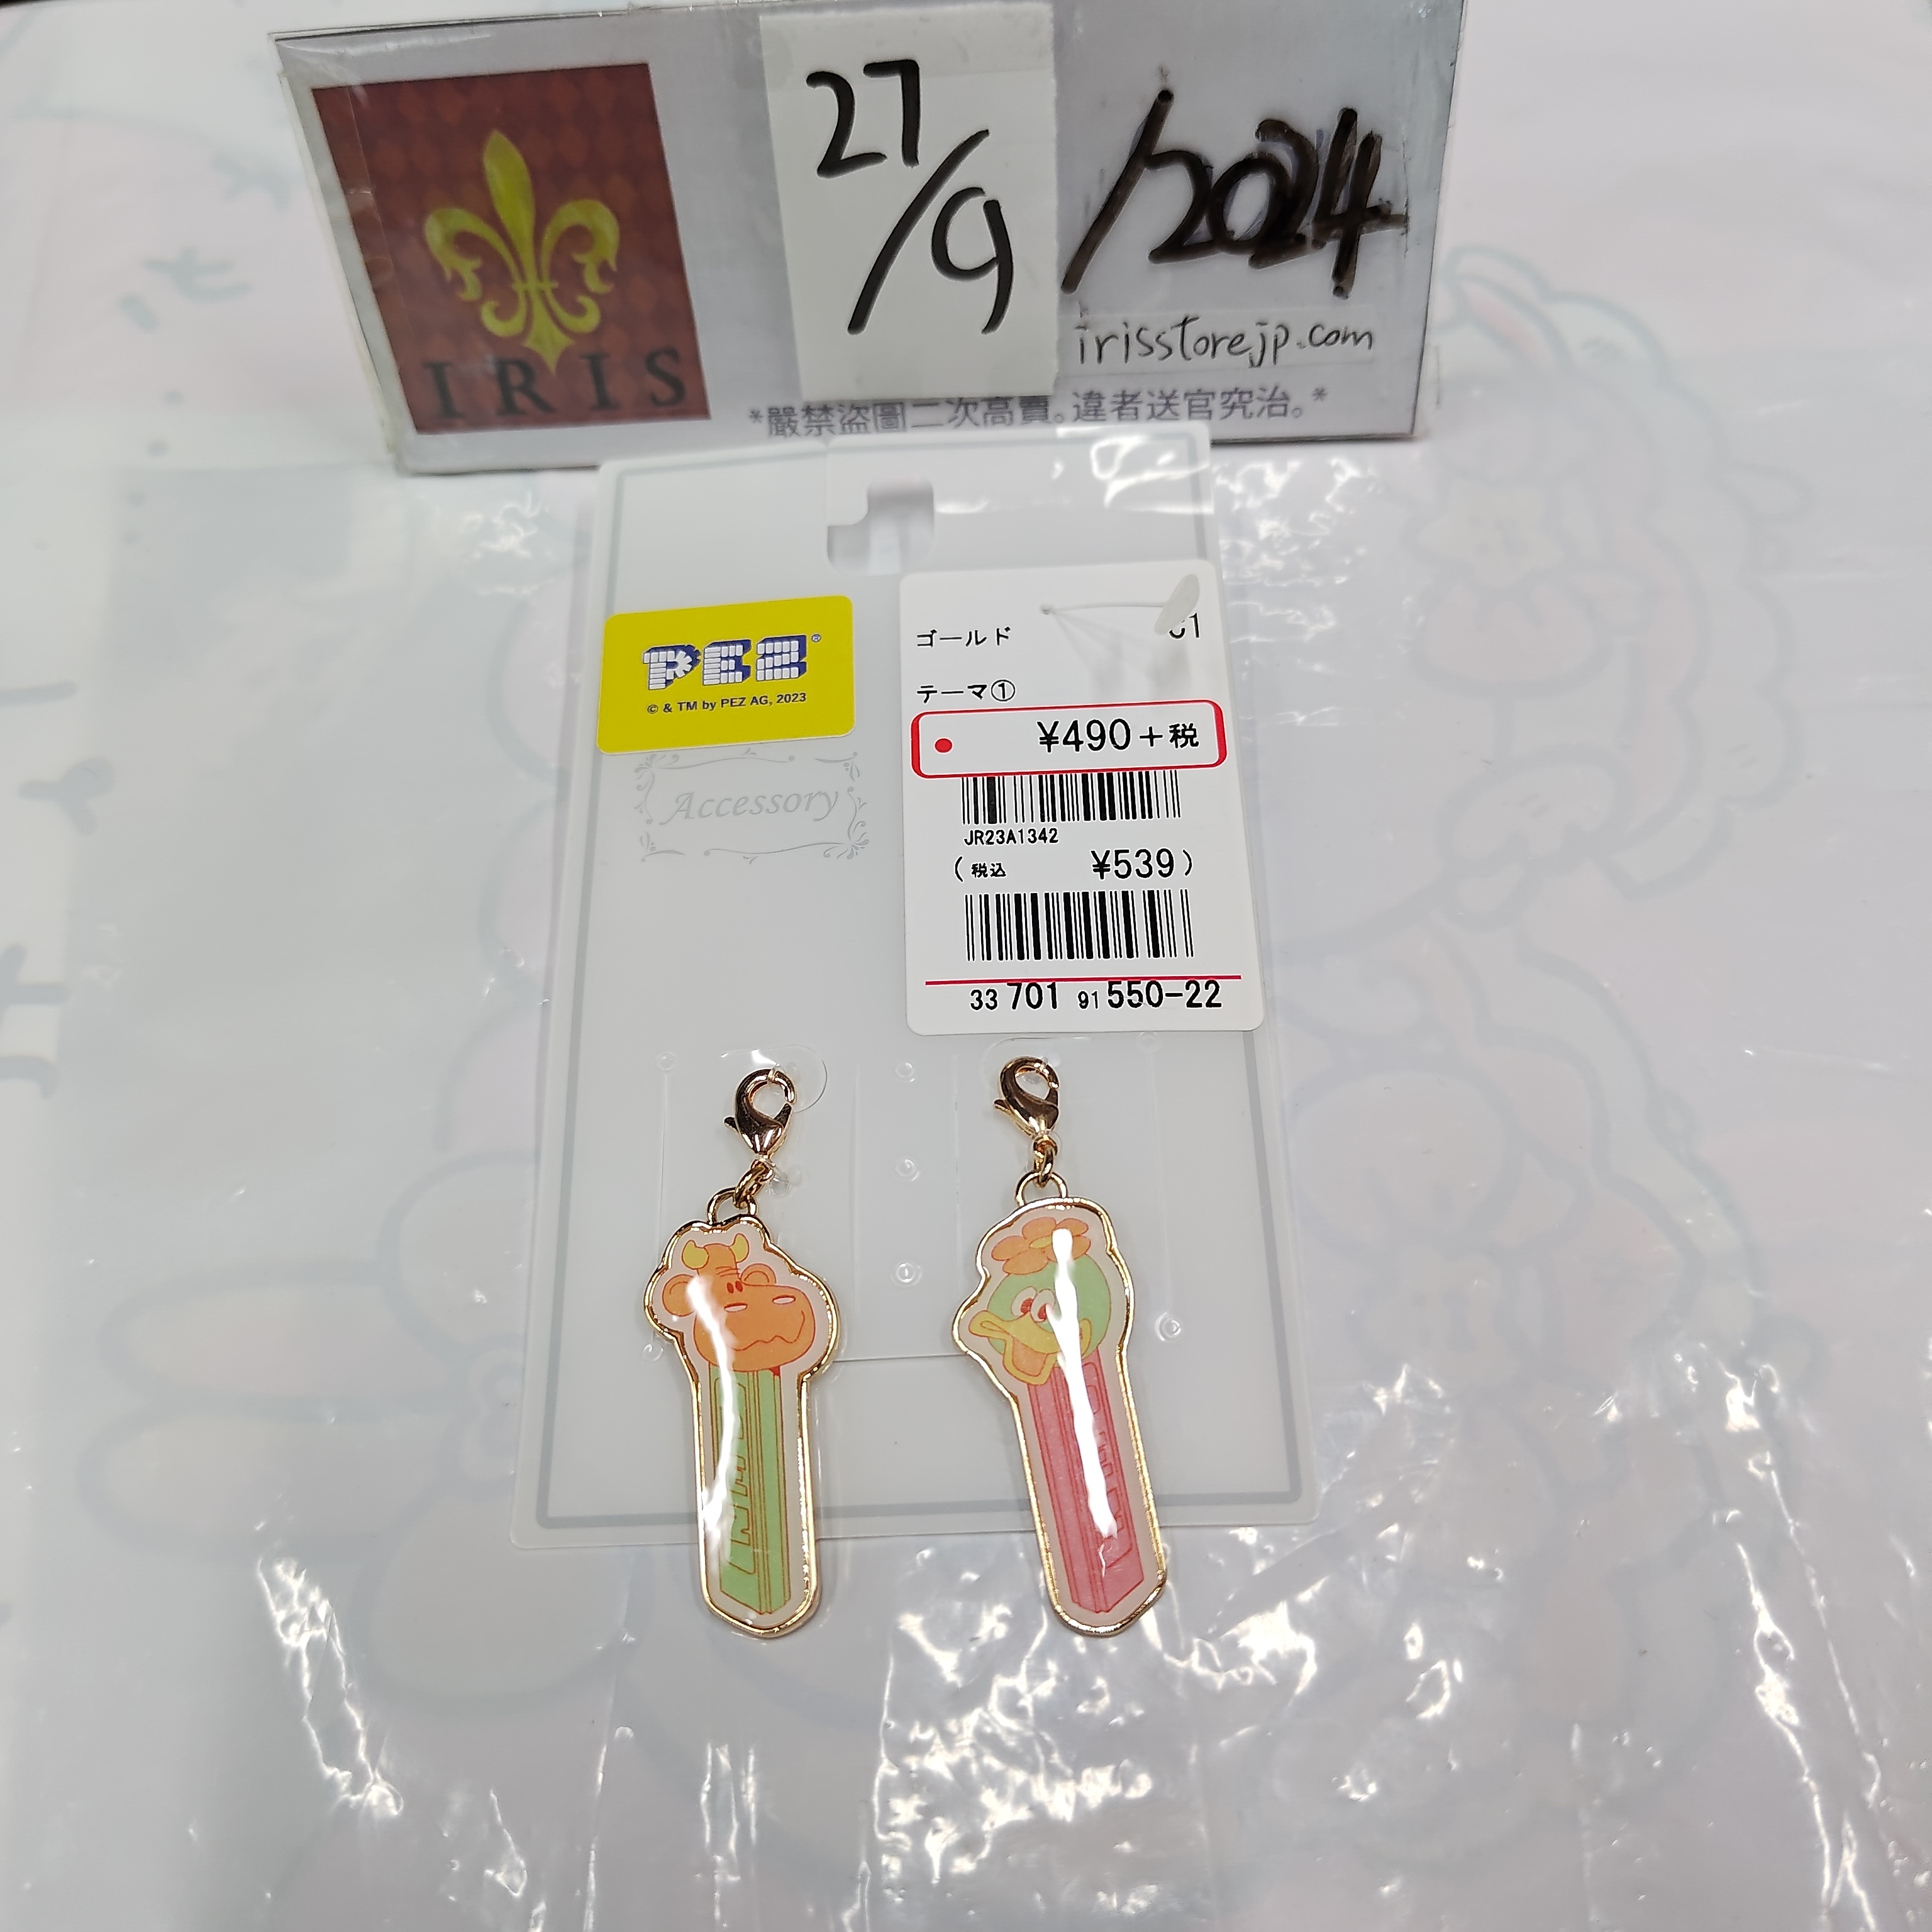 27/9/2024
IRIS
irisstorejp.com
*嚴禁盜圖二次高賣。違者送官究治。*
PEZ®
© & TM by PEZ AG, 2023
Accessory
ゴールド
テーマ①
¥490+税
JR23A1342
(税込 ¥539)
33 701 91 550-22